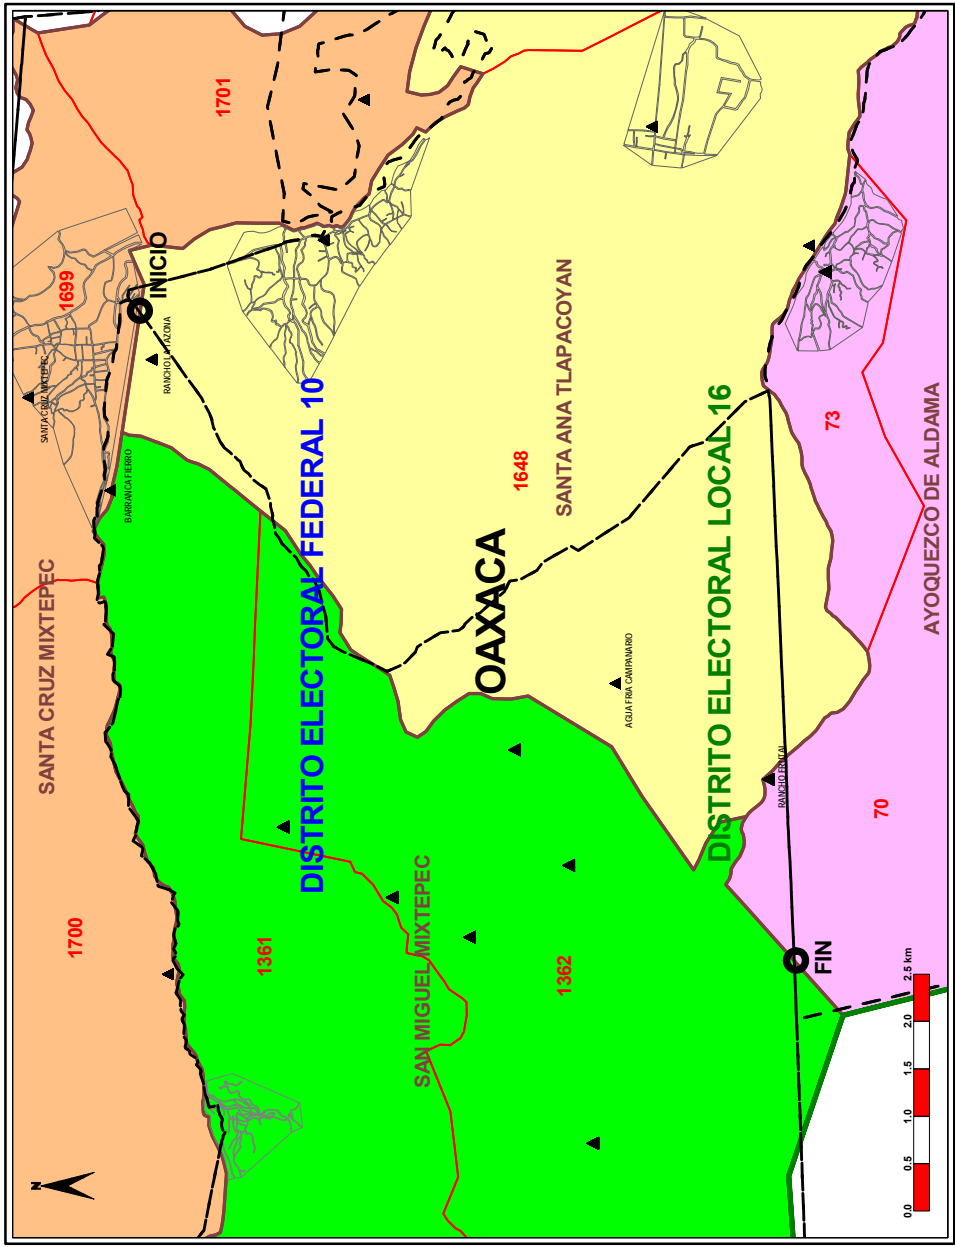 N
SANTA CRUZ MIXTEPEC
1700
1361
SAN MIGUEL MIXTEPEC
1362
BARRANCA FIERRO
SANTA CRUZ MIXTEPEC
1699
1701
INICIO
RANCHO LA TAZONA
DISTRITO ELECTORAL FEDERAL 10
OAXACA
1648
SANTA ANA TLAPACOYAN
AGUA FRIA CAMPANARIO
DISTRITO ELECTORAL LOCAL 16
RANCHO FRUTAL
FIN
73
70
AYOQUEZCO DE ALDAMA
0.0 0.5 1.0 1.5 2.0 2.5 km